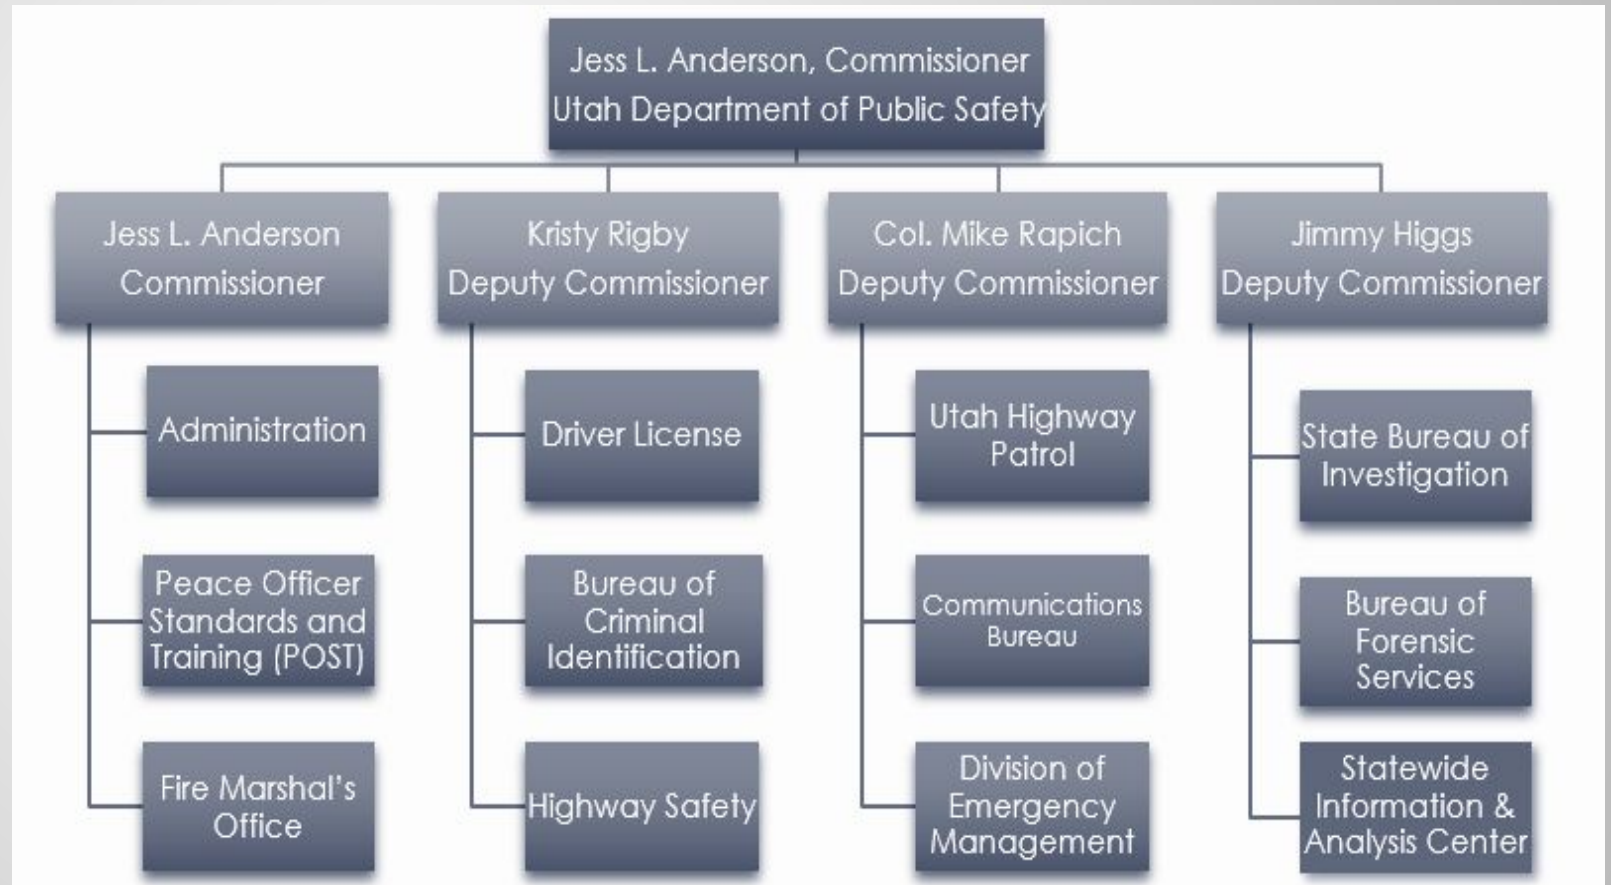 Jess L. Anderson, Commissioner
Utah Department of Public Safety
Jess L. Anderson
Commissioner
Administration
Peace Officer
Standards and
Training (POST)
Fire Marshal's
Office
Kristy Rigby
Deputy Commissioner
Driver License
Bureau of
Criminal
Identification
Highway Safety
Col. Mike Rapich
Deputy Commissioner
Utah Highway
Patrol
Communications
Bureau
Division of
Emergency
Management
Jimmy Higgs
Deputy Commissioner
State Bureau of
Investigation
Bureau of
Forensic
Services
Statewide
Information &
Analysis Center